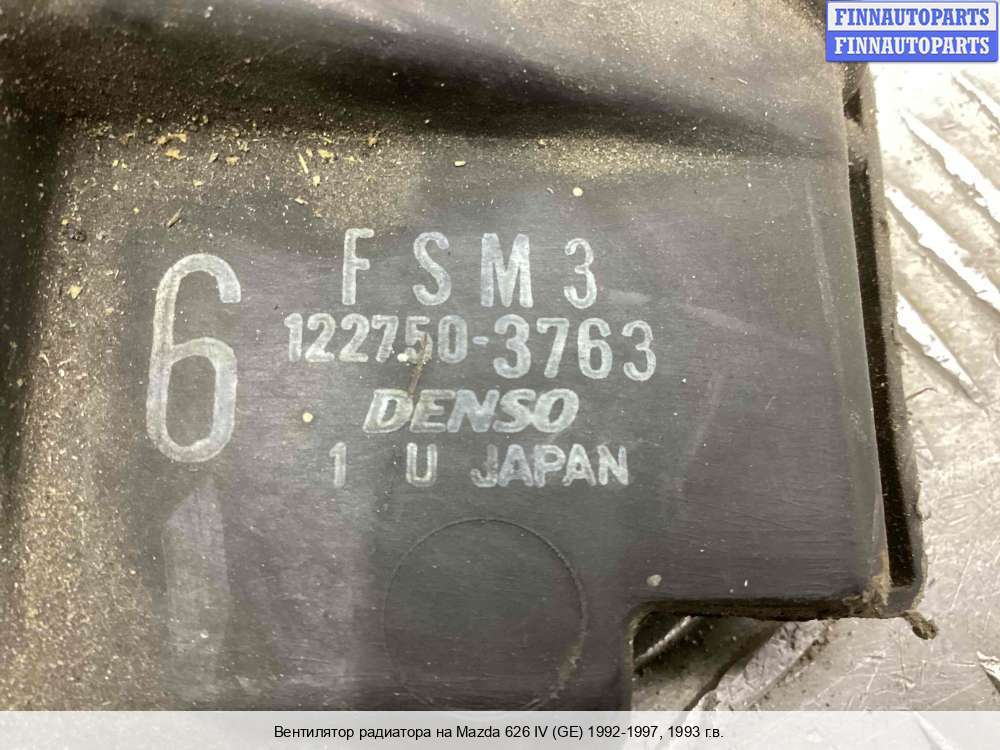 FINNAUTOPARTS
FINNAUTOPARTS
6
FSM3
122750-3763
DENSO
1 U JAPAN
Вентилятор радиатора на Mazda 626 IV (GE) 1992-1997, 1993 г.в.